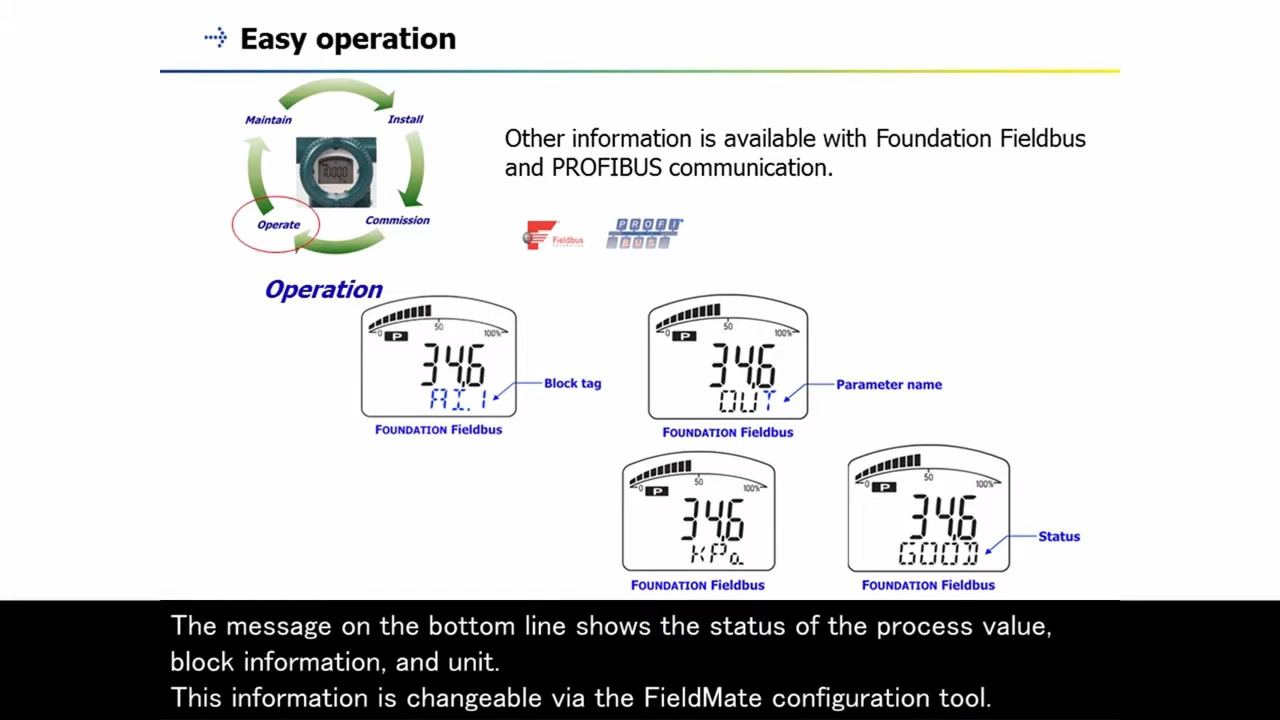 Easy operation
Maintain
Install
Operate
Commission
Other information is available with Foundation Fieldbus
and PROFIBUS communication.
Fieldbus
FOUNDATION
PROFI
BUS
Operation
0 50 100%
P
34.6
AI.1
Block tag
FOUNDATION Fieldbus
0 50 100%
P
34.6
OUT
Parameter name
FOUNDATION Fieldbus
0 50 100%
P
34.6
KPa
FOUNDATION Fieldbus
0 50 100%
P
34.6
GOOD
Status
FOUNDATION Fieldbus
The message on the bottom line shows the status of the process value,
block information, and unit.
This information is changeable via the FieldMate configuration tool.